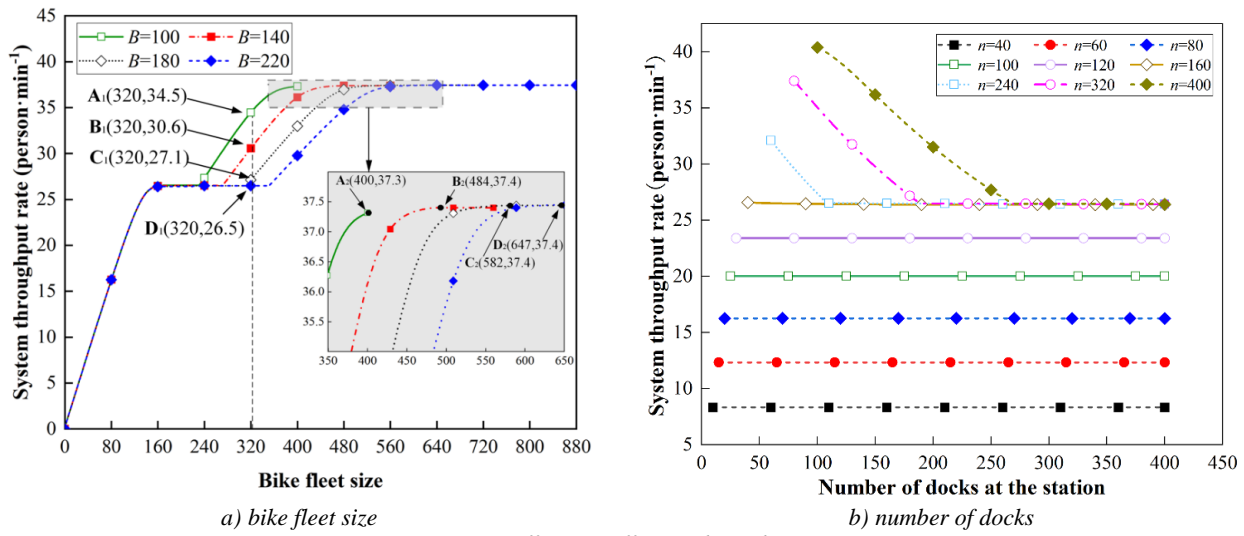 System throughput rate (person·min⁻¹)
45
40
35
30
25
20
15
10
5
0
B=100 B=140
B=180 B=220
A₁(320,34.5)
B₁(320,30.6)
C₁(320,27.1)
D₁(320,26.5)
37.5
37.0
36.5
36.0
35.5
A₂(400,37.3)
B₂(484,37.4)
D₂(647,37.4)
C₂(582,37.4)
350 400 450 500 550 600 650
0 80 160 240 320 400 480 560 640 720 800 880
Bike fleet size
a) bike fleet size
System throughput rate (person·min⁻¹)
40
35
30
25
20
15
10
5
n=40 n=60 n=80
n=100 n=120 n=160
n=240 n=320 n=400
0 50 100 150 200 250 300 350 400 450
Number of docks at the station
b) number of docks